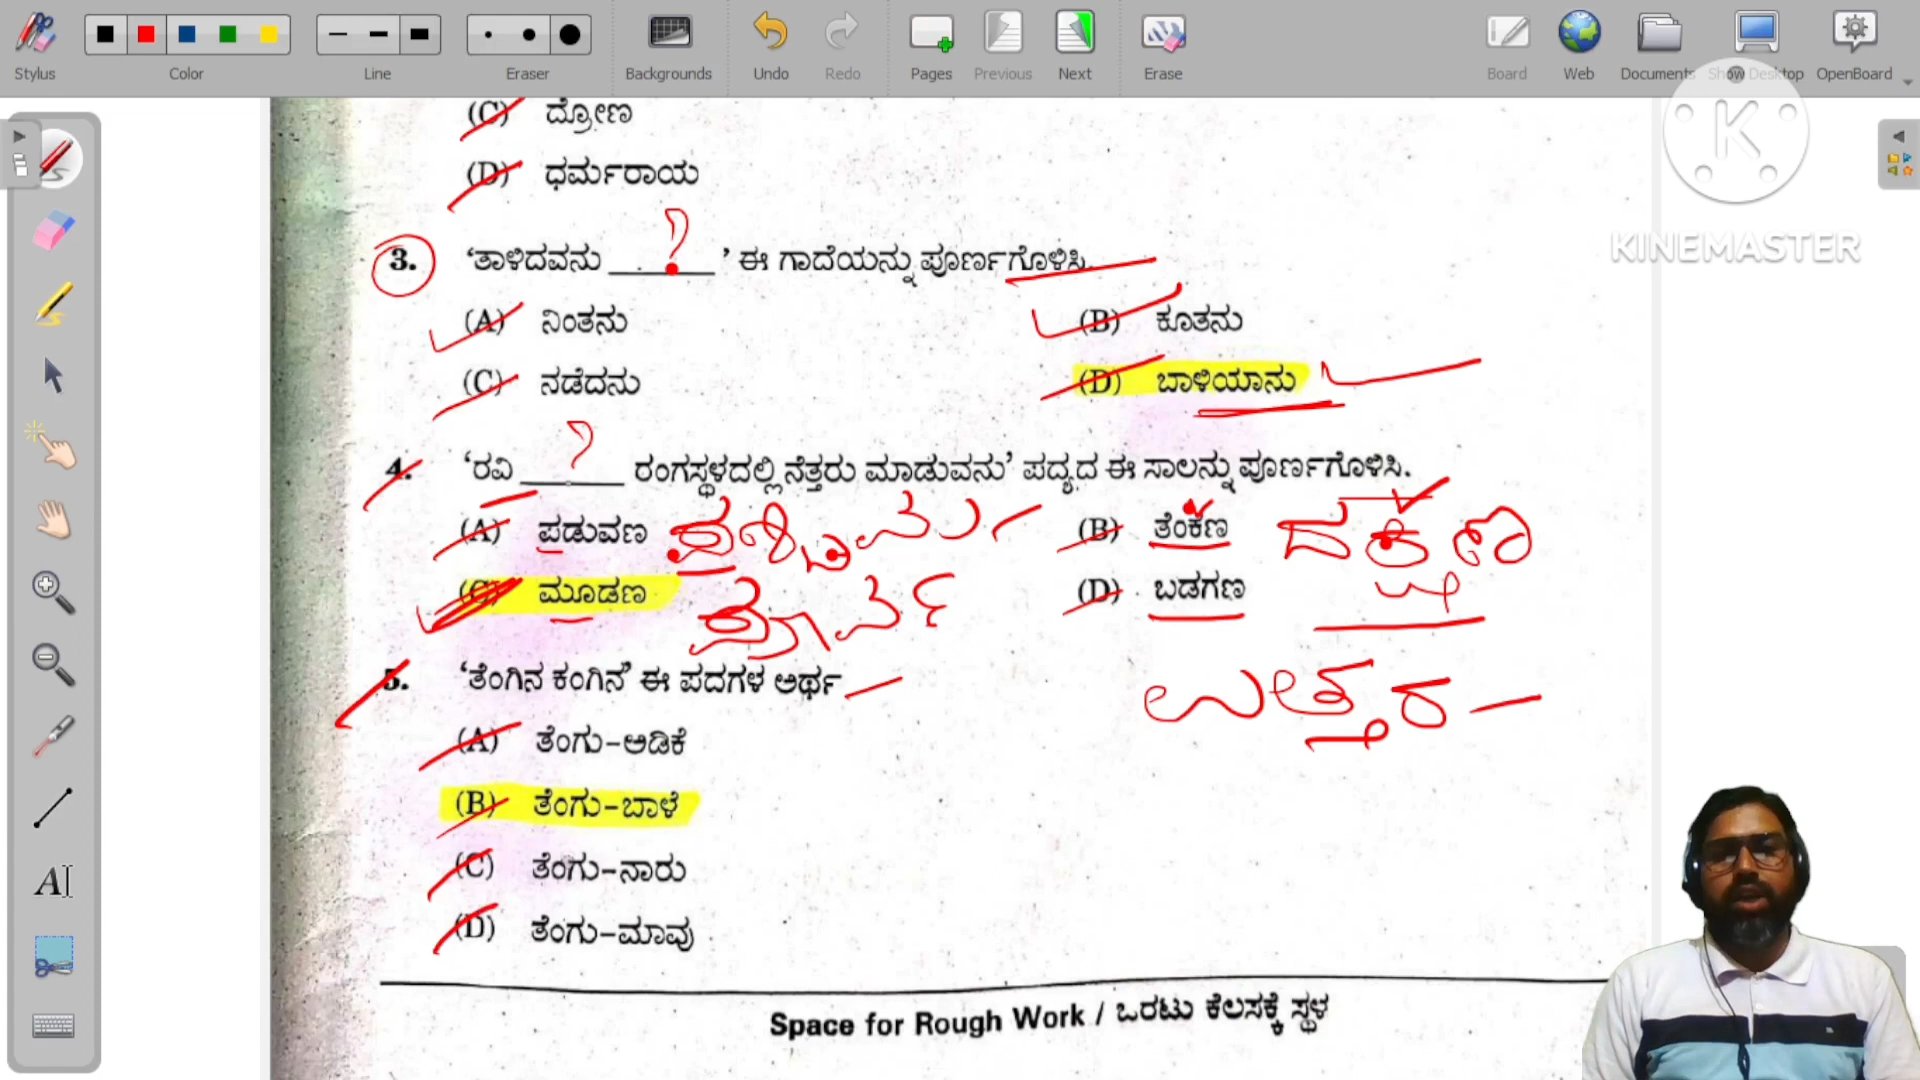 Stylus Color Line Eraser Backgrounds Undo Redo Pages Previous Next Erase Board Web Documents Show Desktop OpenBoard
K
KINEMASTER
(C) ದ್ರೋಣ
(D) ಧರ್ಮರಾಯ
?
3. ‘ತಾಳಿದವನು ________ ’ ಈ ಗಾದೆಯನ್ನು ಪೂರ್ಣಗೊಳಿಸಿ.
(A) ನಿಂತನು (B) ಕೂತನು
(C) ನಡೆದನು (D) ಬಾಳಿಯಾನು
?
4. ‘ರವಿ ________ ರಂಗಸ್ಥಳದಲ್ಲಿ ನೆತ್ತರು ಮಾಡುವನು’ ಪದ್ಯದ ಈ ಸಾಲನ್ನು ಪೂರ್ಣಗೊಳಿಸಿ.
(A) ಪಡುವಣ ಪಶ್ಚಿಮ (B) ತೆಂಕಣ ದಕ್ಷಿಣ
(C) ಮೂಡಣ ಪೂರ್ವ (D) ಬಡಗಣ
ಉತ್ತರ
5. ‘ತೆಂಗಿನ ಕಂಗಿನ’ ಈ ಪದಗಳ ಅರ್ಥ
(A) ತೆಂಗು-ಅಡಿಕೆ
(B) ತೆಂಗು-ಬಾಳೆ
(C) ತೆಂಗು-ನಾರು
(D) ತೆಂಗು-ಮಾವು
Space for Rough Work / ಒರಟು ಕೆಲಸಕ್ಕೆ ಸ್ಥಳ